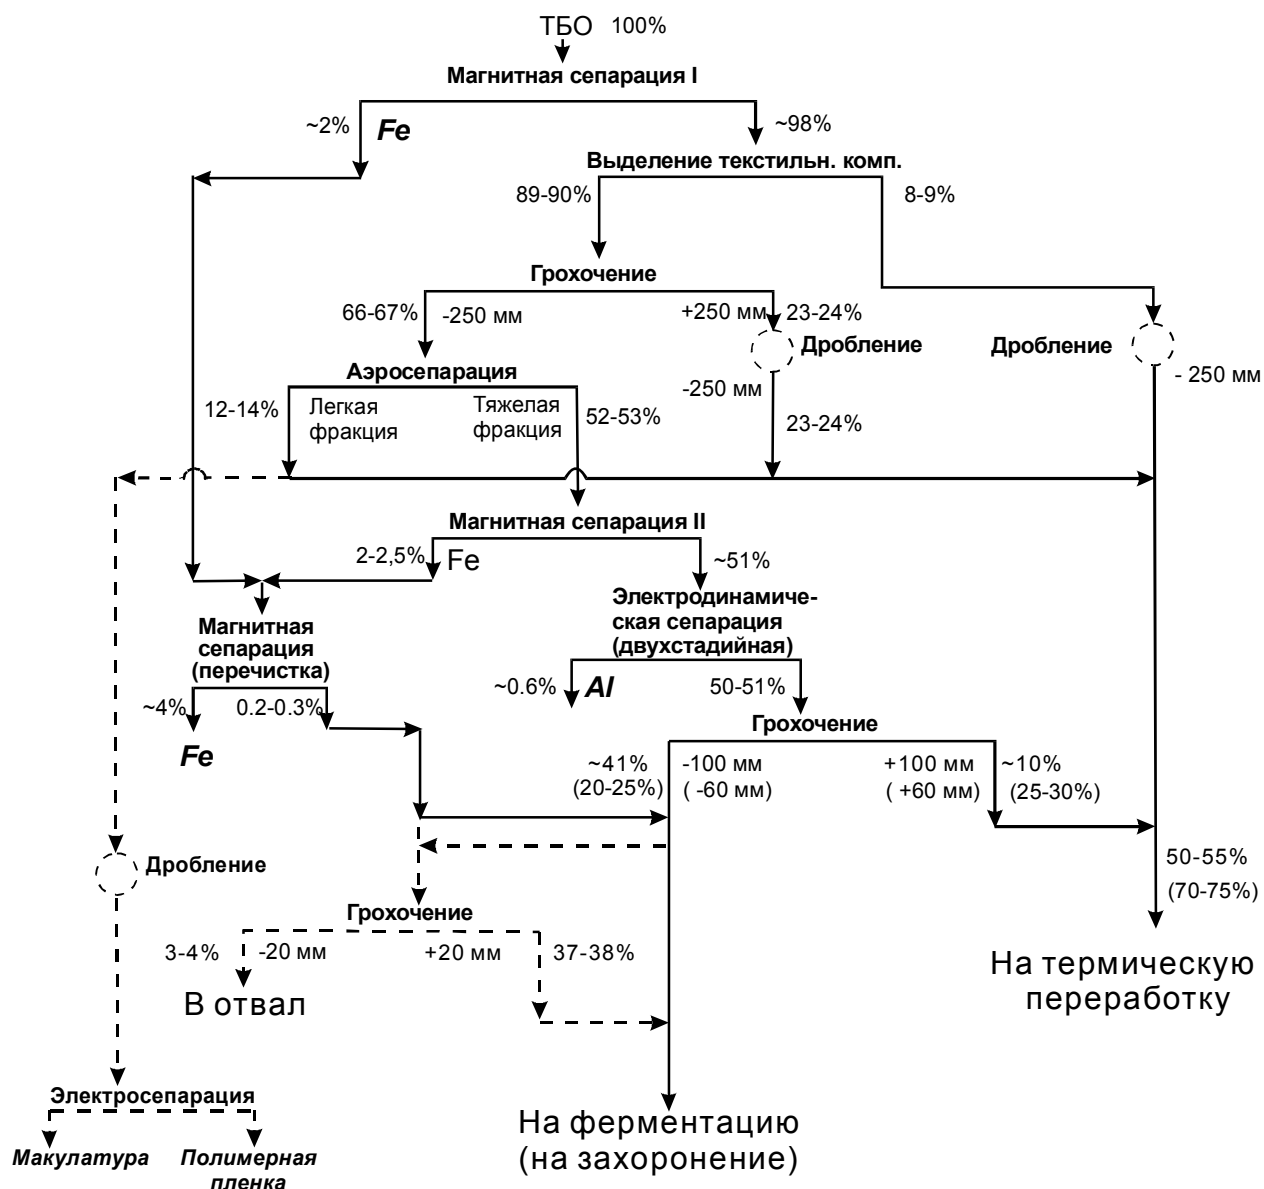 ТБО 100%
Магнитная сепарация I
~2% Fe ~98%
Выделение текстильн. комп.
89-90% 8-9%
Грохочение
66-67% -250 мм +250 мм 23-24%
Дробление Дробление
Аэросепарация
-250 мм - 250 мм
12-14% Легкая
фракция
Тяжелая
фракция
52-53% 23-24%
Магнитная сепарация II
2-2,5% Fe ~51%
Электродинамиче-
ская сепарация
(двухстадийная)
Магнитная
сепарация
(перечистка)
~0.6% Al 50-51%
~4% 0.2-0.3%
Fe
Грохочение
~41% -100 мм +100 мм ~10%
(20-25%) ( -60 мм) ( +60 мм) (25-30%)
Дробление
50-55%
(70-75%)
Грохочение
3-4% -20 мм +20 мм 37-38%
В отвал
На термическую
переработку
Электросепарация
Макулатура Полимерная
пленка
На ферментацию
(на захоронение)